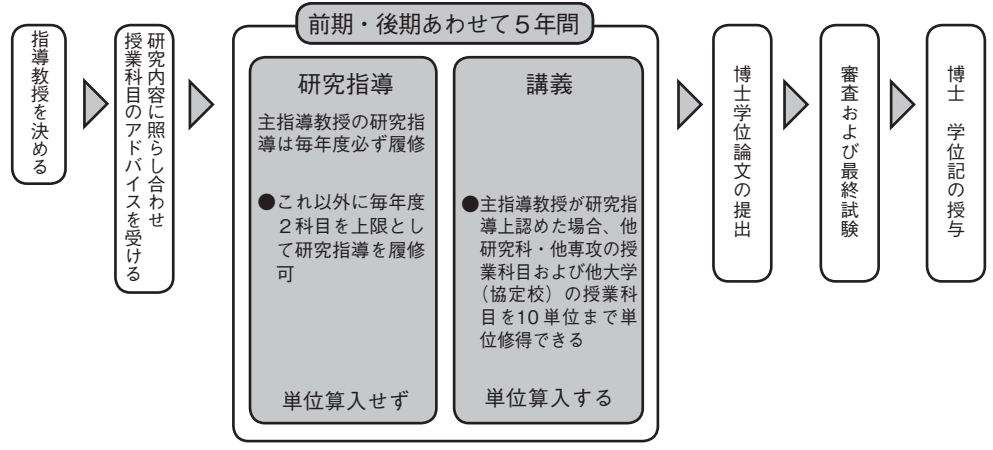 指導教授を決める
研究内容に照らし合わせ
授業科目のアドバイスを受ける
前期・後期あわせて５年間
研究指導
主指導教授の研究指
導は毎年度必ず履修
●これ以外に毎年度
２科目を上限とし
て研究指導を履修
可
単位算入せず
講義
●主指導教授が研究指
導上認めた場合、他
研究科・他専攻の授
業科目および他大学
（協定校）の授業科
目を10単位まで単
位修得できる
単位算入する
博士学位論文の提出
審査および最終試験
博士　学位記の授与